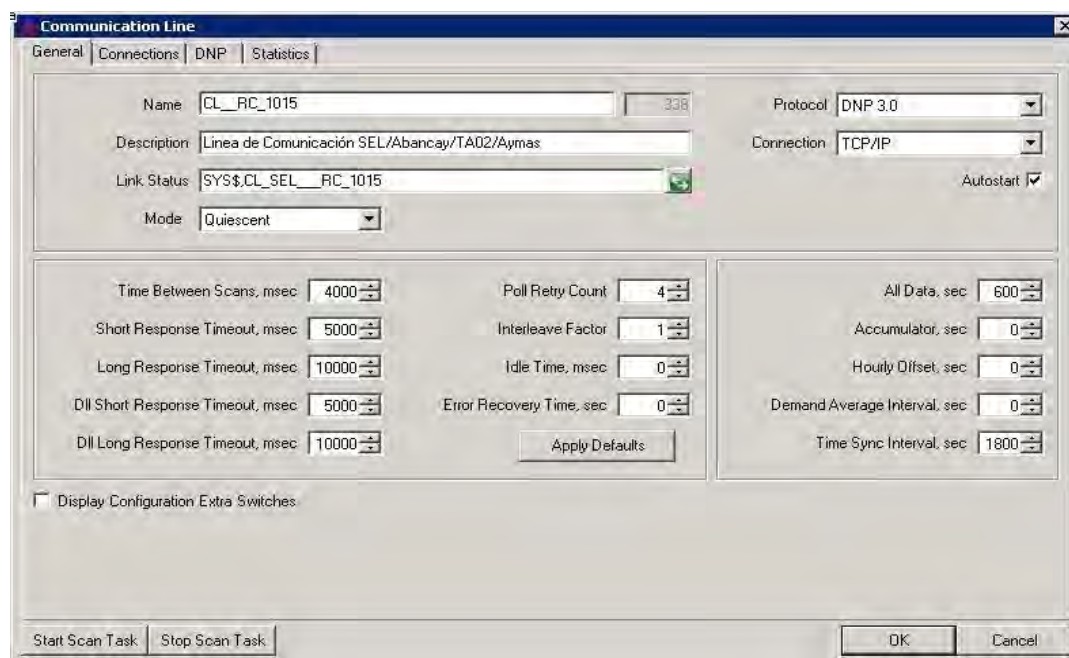 Communication Line
General Connections DNP Statistics
Name CL__RC_1015 338 Protocol DNP 3.0
Description Linea de Comunicación SEL/Abancay/TA02/Aymas Connection TCP/IP
Link Status SYS$,CL_SEL___RC_1015 Autostart
Mode Quiescent
Time Between Scans, msec 4000 Poll Retry Count 4 All Data, sec 600
Short Response Timeout, msec 5000 Interleave Factor 1 Accumulator, sec 0
Long Response Timeout, msec 10000 Idle Time, msec 0 Hourly Offset, sec 0
Dll Short Response Timeout, msec 5000 Error Recovery Time, sec 0 Demand Average Interval, sec 0
Dll Long Response Timeout, msec 10000 Apply Defaults Time Sync Interval, sec 1800
Display Configuration Extra Switches
Start Scan Task Stop Scan Task OK Cancel